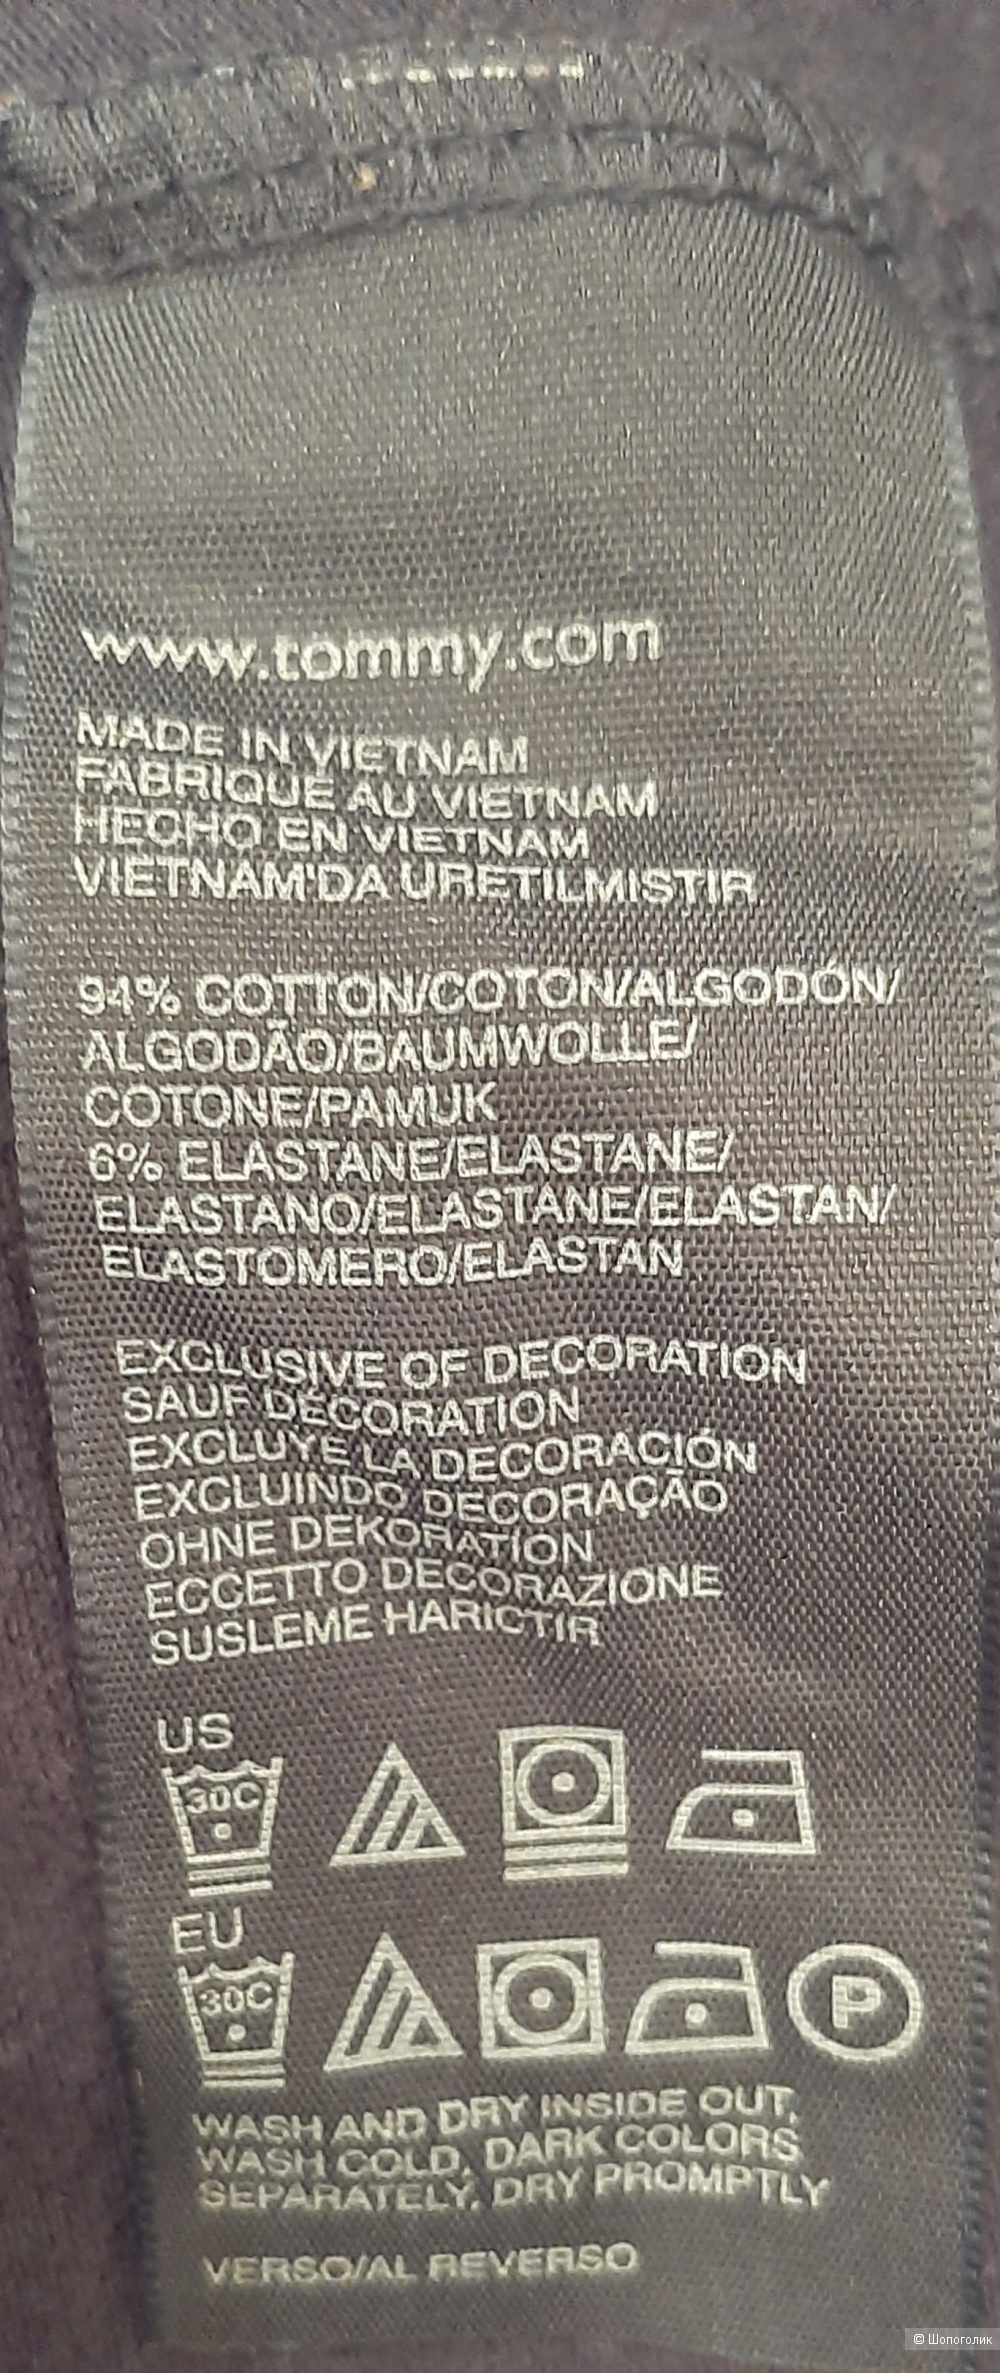 www.tommy.com
MADE IN VIETNAM
FABRIQUE AU VIETNAM
HECHO EN VIETNAM
VIETNAM'DA URETILMISTIR
94% COTTON/COTON/ALGODÓN/
ALGODÃO/BAUMWOLLE/
COTONE/PAMUK
6% ELASTANE/ELASTANE/
ELASTANO/ELASTANE/ELASTAN/
ELASTOMERO/ELASTAN
EXCLUSIVE OF DECORATION
SAUF DÉCORATION
EXCLUYE LA DECORACIÓN
EXCLUINDO DECORAÇÃO
OHNE DEKORATION
ECCETTO DECORAZIONE
SUSLEME HARICTIR
US
30C
EU
30C P
WASH AND DRY INSIDE OUT,
WASH COLD, DARK COLORS
SEPARATELY, DRY PROMPTLY
VERSO/AL REVERSO
© Шопоголик